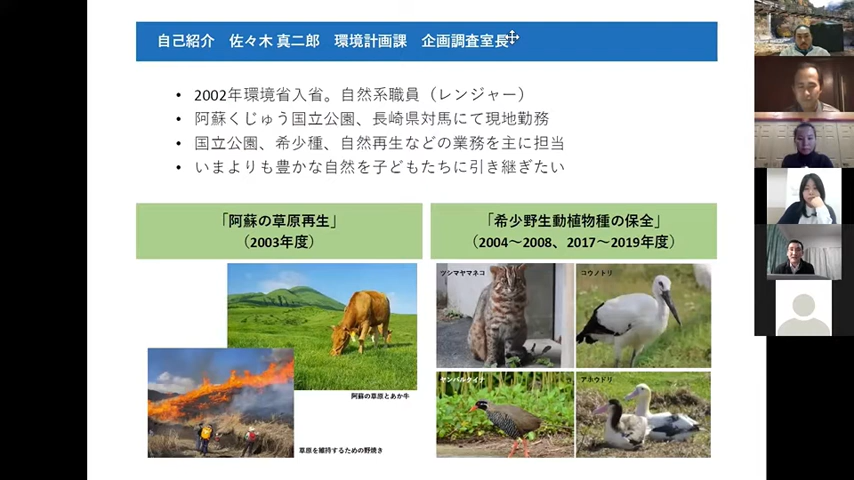 自己紹介　佐々木 真二郎　環境計画課　企画調査室長
• 2002年環境省入省。自然系職員（レンジャー）
• 阿蘇くじゅう国立公園、長崎県対馬にて現地勤務
• 国立公園、希少種、自然再生などの業務を主に担当
• いまよりも豊かな自然を子どもたちに引き継ぎたい
「阿蘇の草原再生」
（2003年度）
「希少野生動植物種の保全」
（2004～2008、2017～2019年度）
ツシマヤマネコ
コウノトリ
ヤンバルクイナ
アホウドリ
阿蘇の草原とあか牛
草原を維持するための野焼き